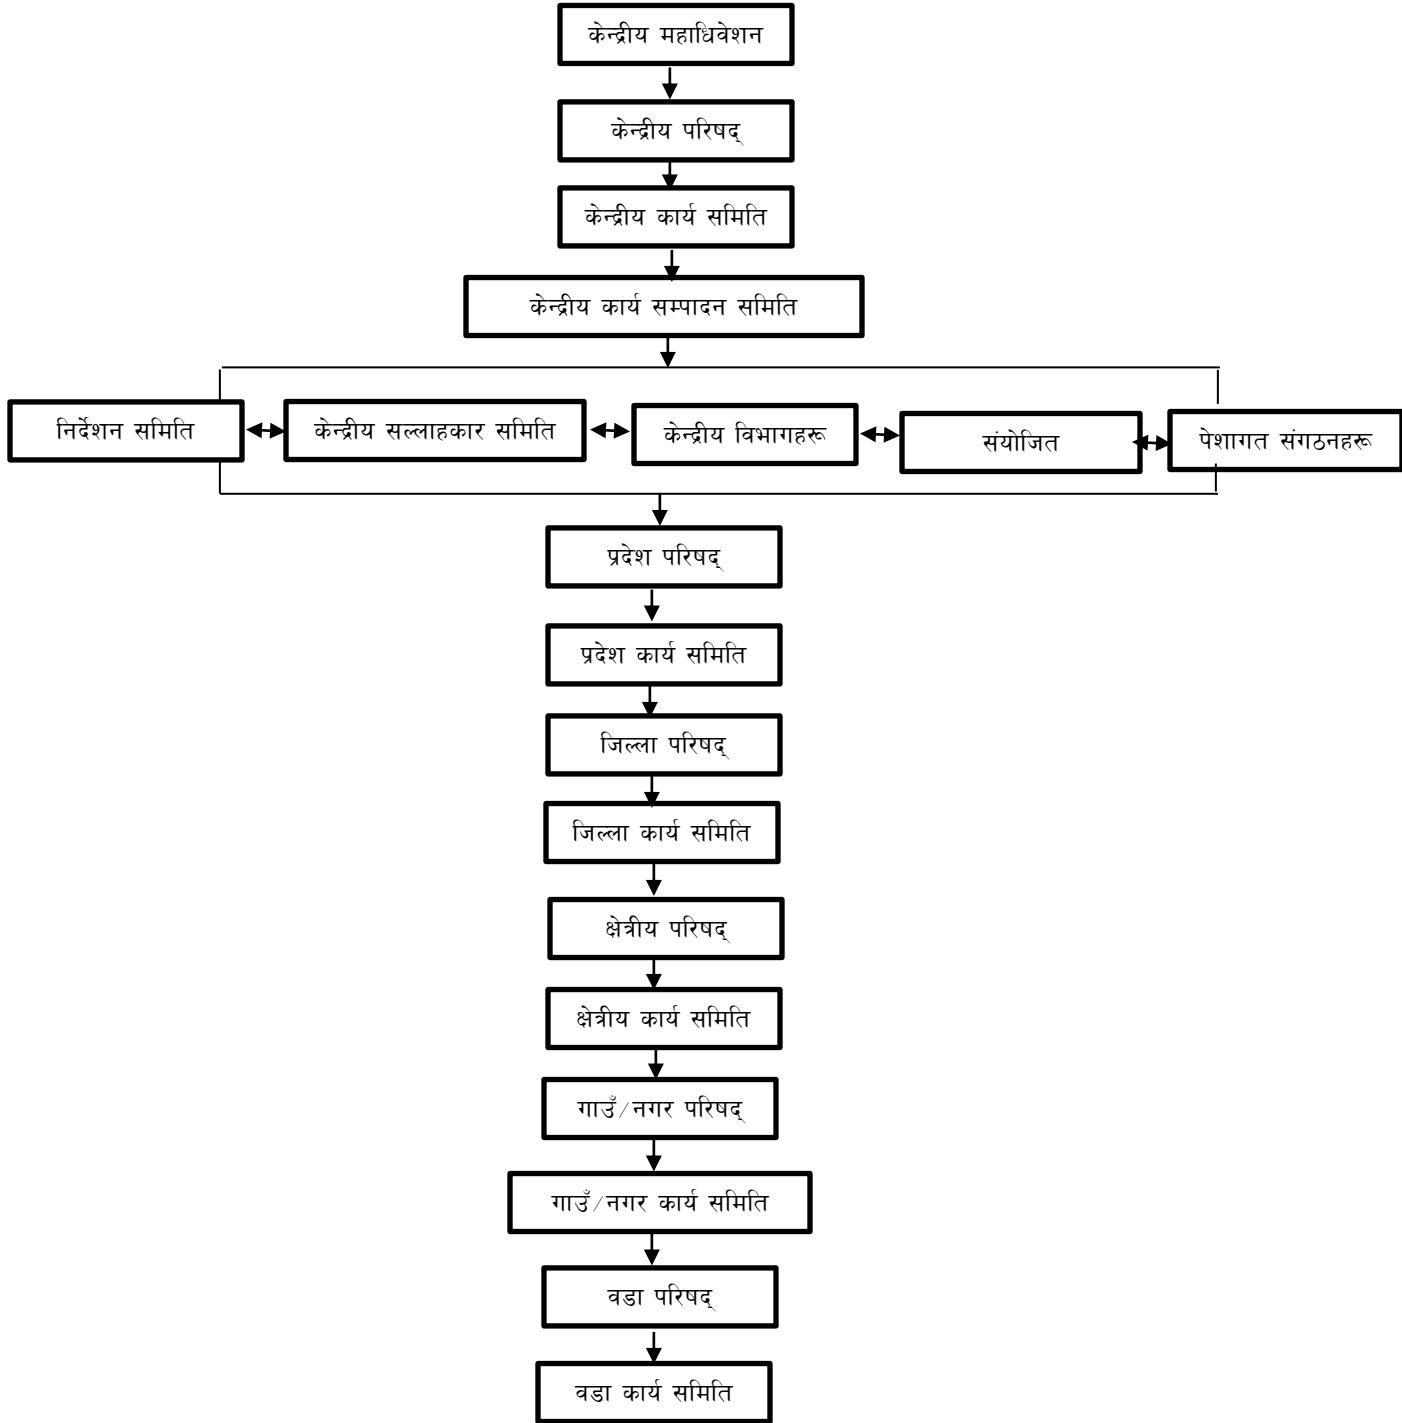 केन्द्रीय महाधिवेशन
केन्द्रीय परिषद्
केन्द्रीय कार्य समिति
केन्द्रीय कार्य सम्पादन समिति
निर्देशन समिति
केन्द्रीय सल्लाहकार समिति
केन्द्रीय विभागहरू
संयोजित
पेशागत संगठनहरू
प्रदेश परिषद्
प्रदेश कार्य समिति
जिल्ला परिषद्
जिल्ला कार्य समिति
क्षेत्रीय परिषद्
क्षेत्रीय कार्य समिति
गाउँ/नगर परिषद्
गाउँ/नगर कार्य समिति
वडा परिषद्
वडा कार्य समिति